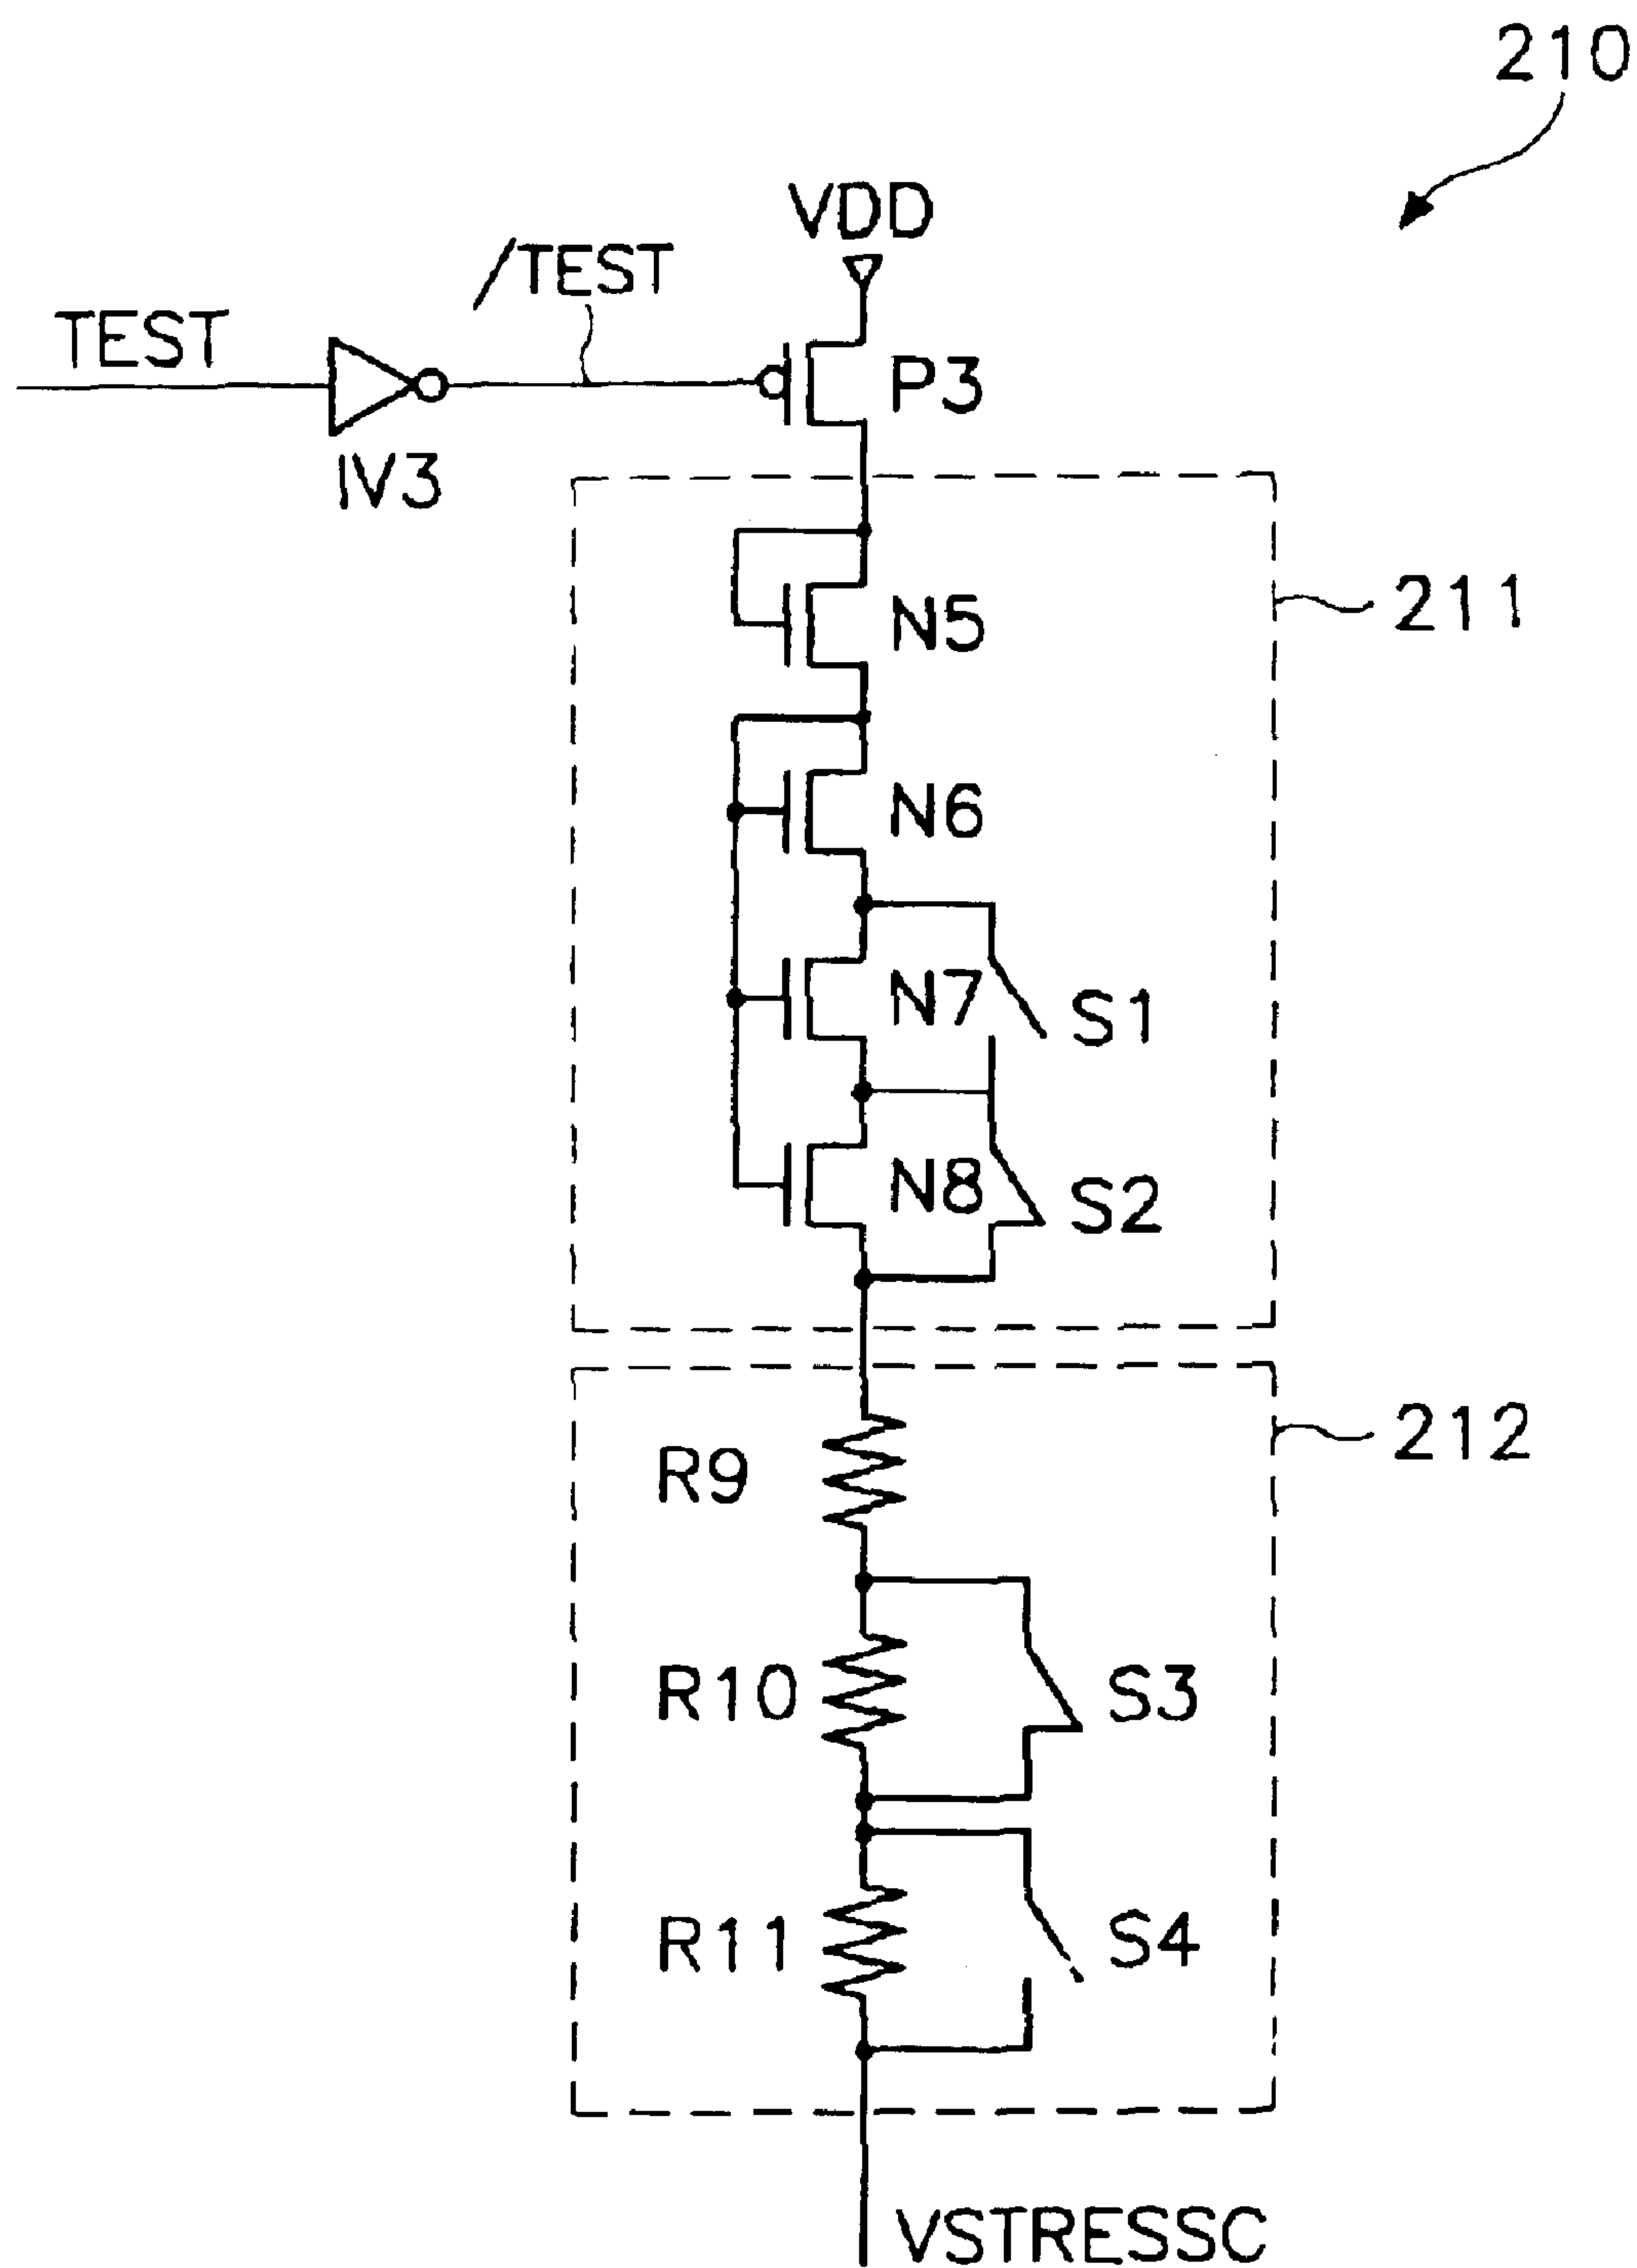 210
VDD
/TEST
TEST
P3
IV3
N5
211
N6
N7
S1
N8
S2
R9
212
R10
S3
R11
S4
VSTRESSC